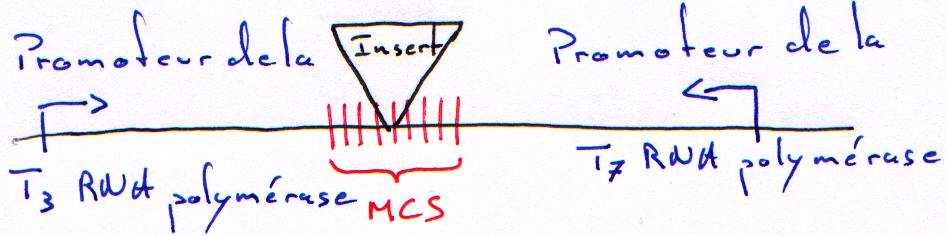 Promoteur de la
T3 RNA polymérase
Insert
MCS
Promoteur de la
T7 RNA polymérase